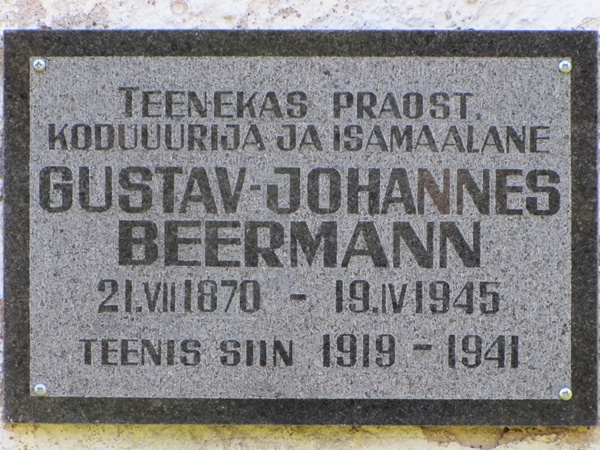 TEENEKAS PRAOST,
KODUUURIJA JA ISAMAALANE
GUSTAV-JOHANNES
BEERMANN
21.VII 1870 - 19.IV 1945
TEENIS SIIN 1919 - 1941